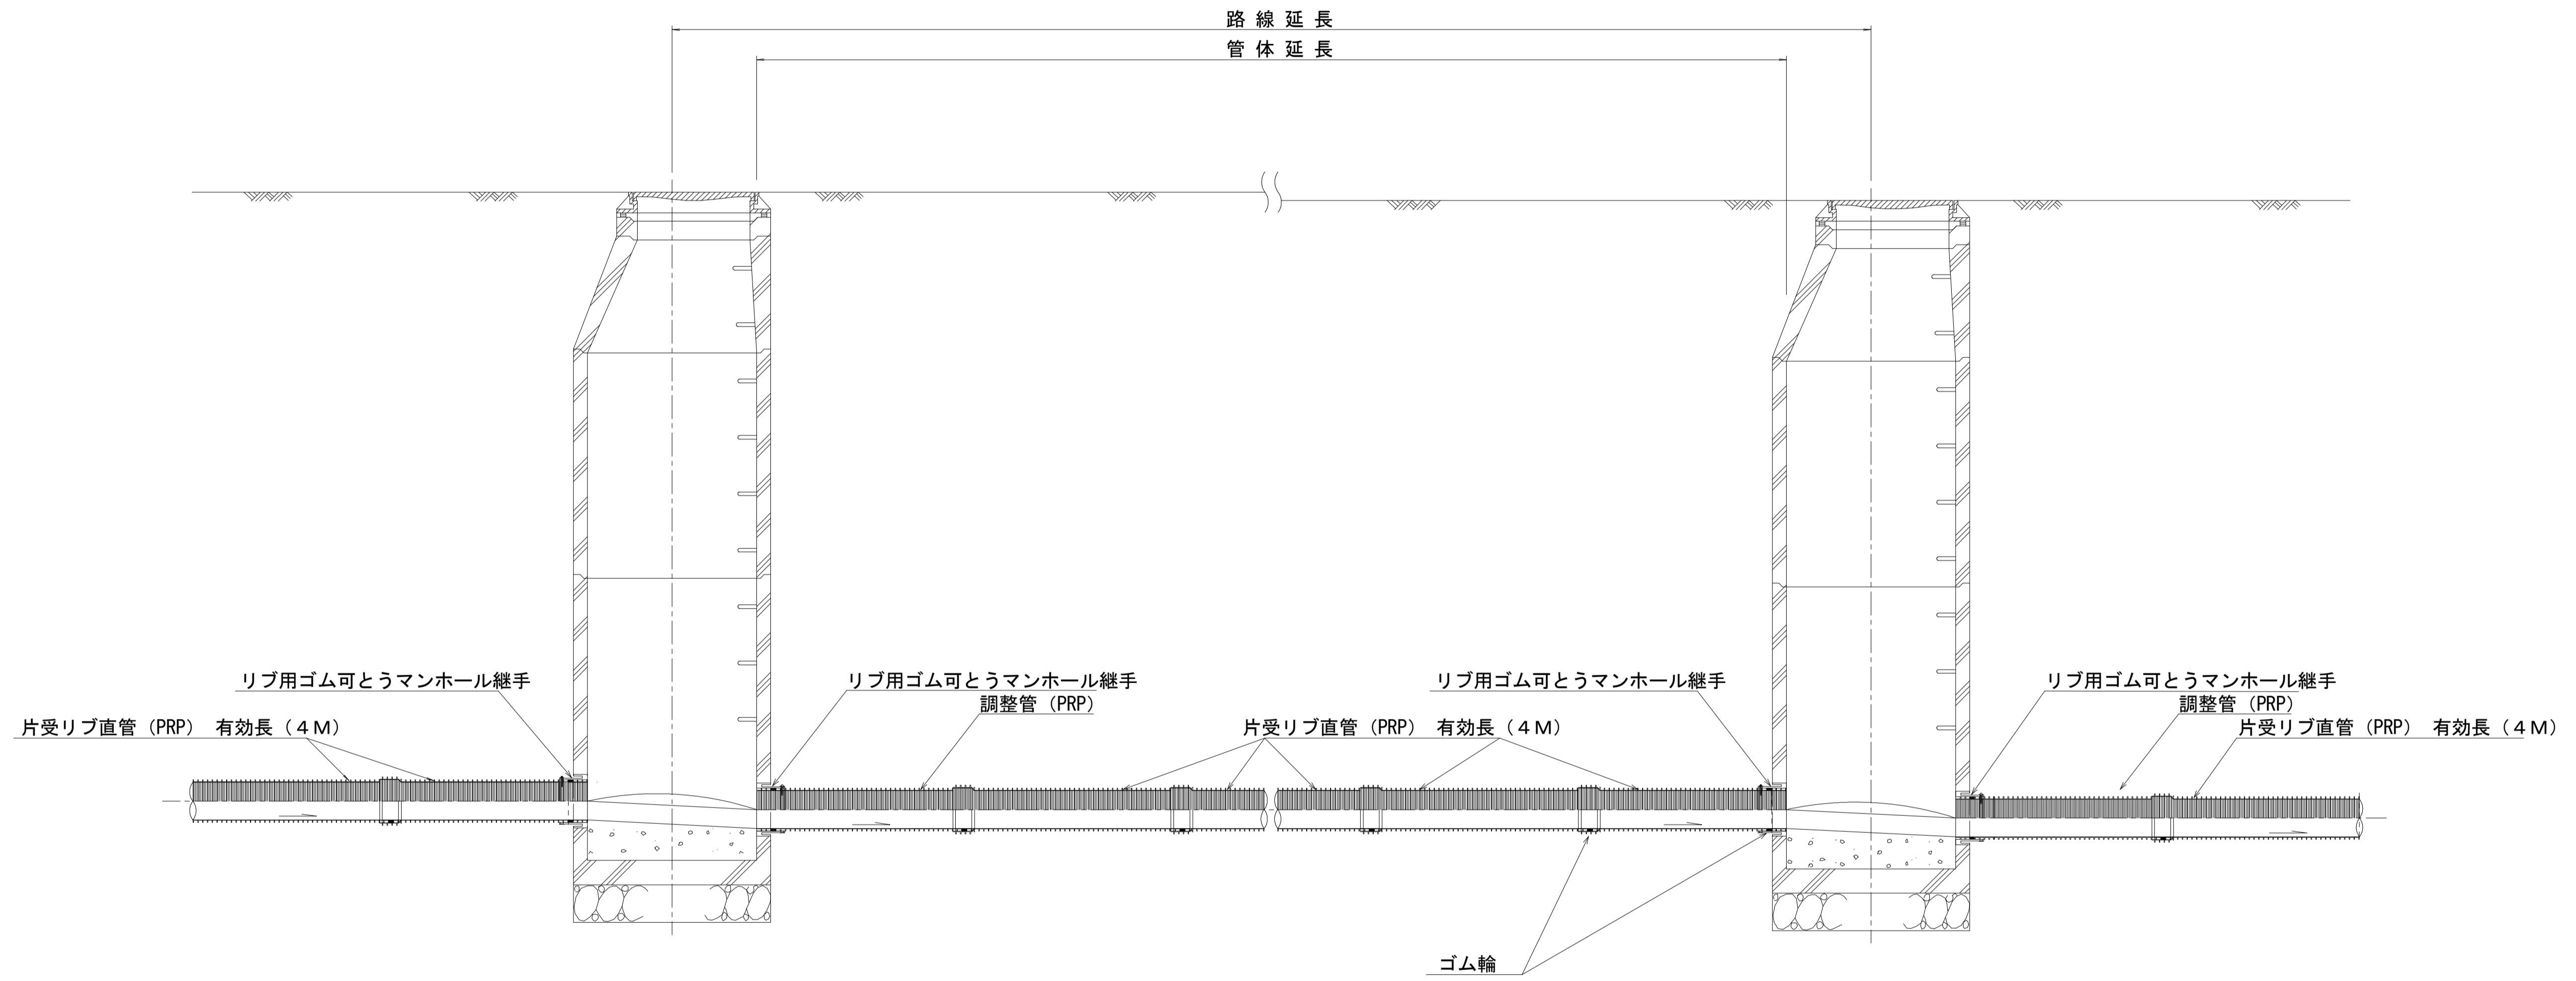 路線延長
管体延長
リブ用ゴム可とうマンホール継手
リブ用ゴム可とうマンホール継手
リブ用ゴム可とうマンホール継手
リブ用ゴム可とうマンホール継手
調整管（PRP）
調整管（PRP）
片受リブ直管（PRP） 有効長（４Ｍ）
片受リブ直管（PRP） 有効長（４Ｍ）
片受リブ直管（PRP） 有効長（４Ｍ）
ゴム輪